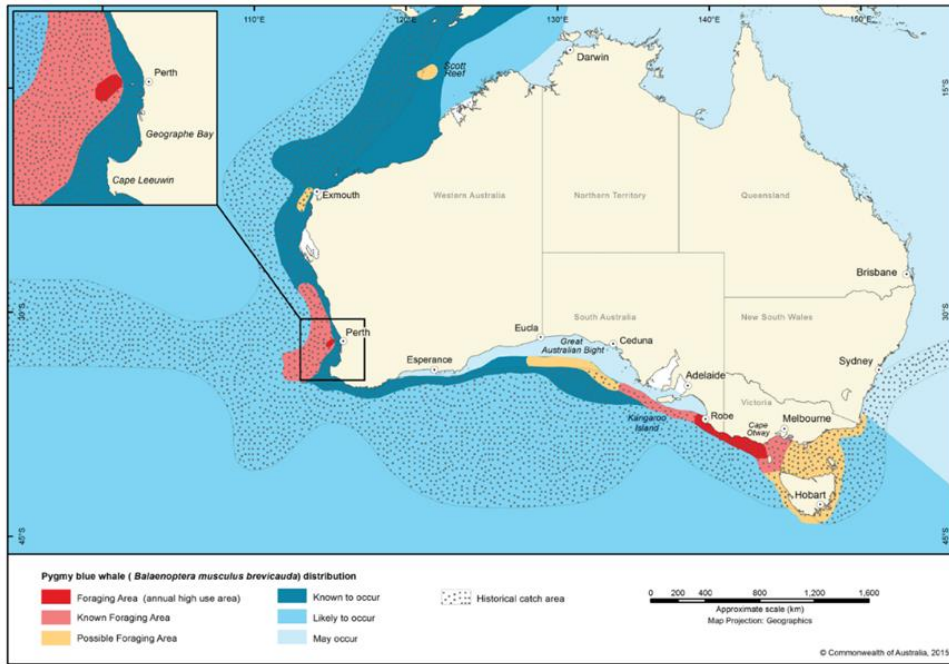 110°E
120°E
130°E
140°E
150°E
Perth
Geographe Bay
Cape Leeuwin
Scott
Reef
Darwin
15°S
Exmouth
Western Australia
Northern Territory
Queensland
Brisbane
30°S
30°S
Perth
Eucla
South Australia
New South Wales
Great
Australian Bight
Ceduna
Esperance
Sydney
Adelaide
Victoria
Kangaroo
Island
Robe
Cape
Otway
Melbourne
Hobart
45°S
45°S
Pygmy blue whale ( Balaenoptera musculus brevicauda) distribution
Foraging Area (annual high use area)
Known Foraging Area
Possible Foraging Area
Known to occur
Likely to occur
May occur
Historical catch area
0 200 400 800 1,200 1,600
Approximate scale (km)
Map Projection: Geographics
© Commonwealth of Australia, 2015